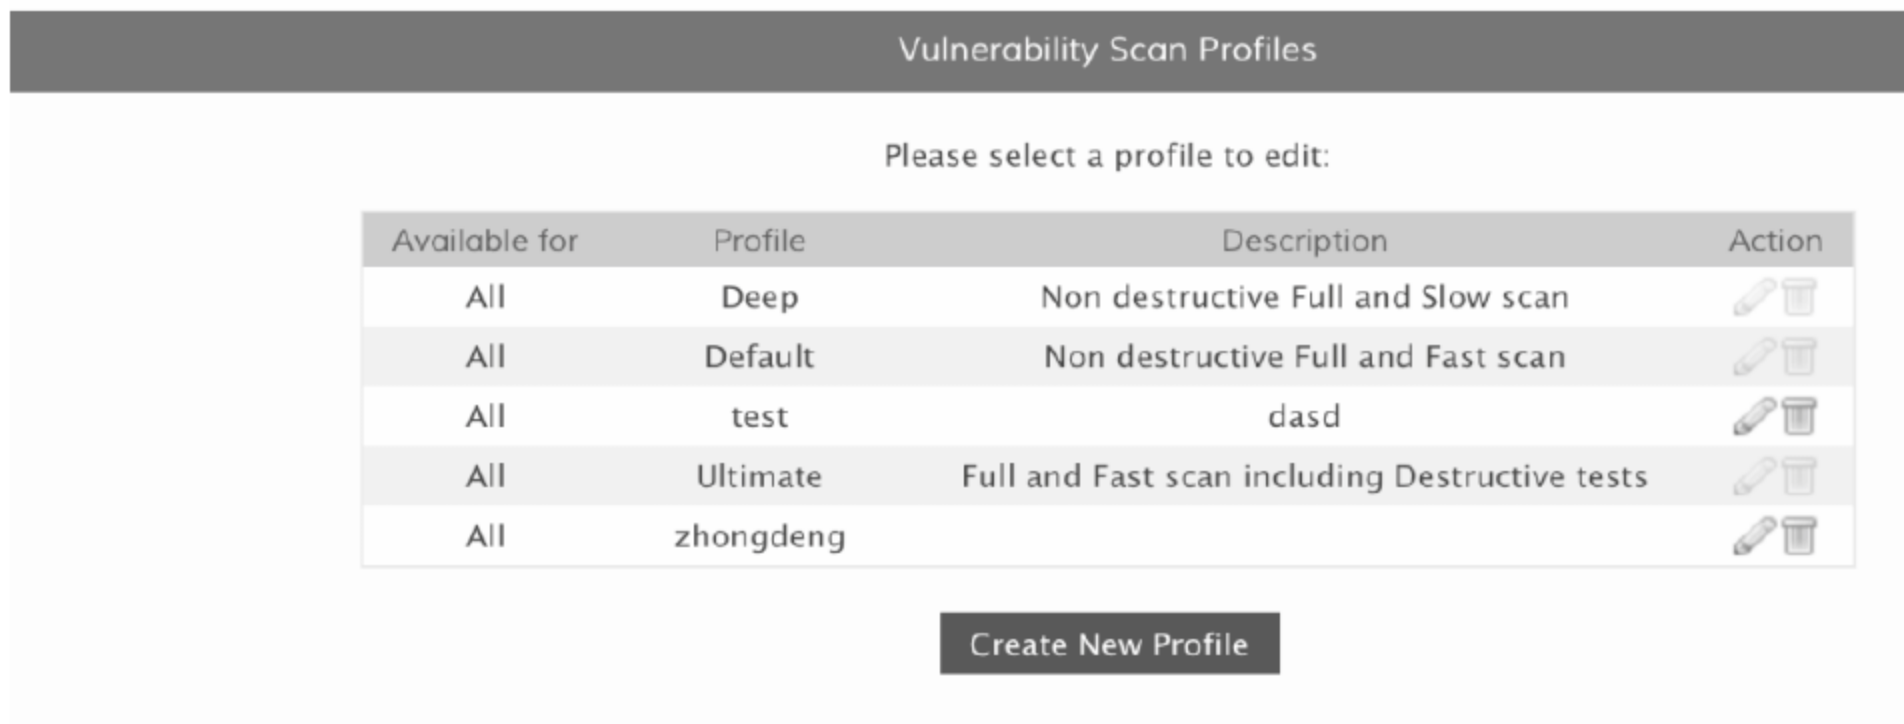 Vulnerability Scan Profiles
Please select a profile to edit:
Available for Profile Description Action
All Deep Non destructive Full and Slow scan
All Default Non destructive Full and Fast scan
All test dasd
All Ultimate Full and Fast scan including Destructive tests
All zhongdeng
Create New Profile